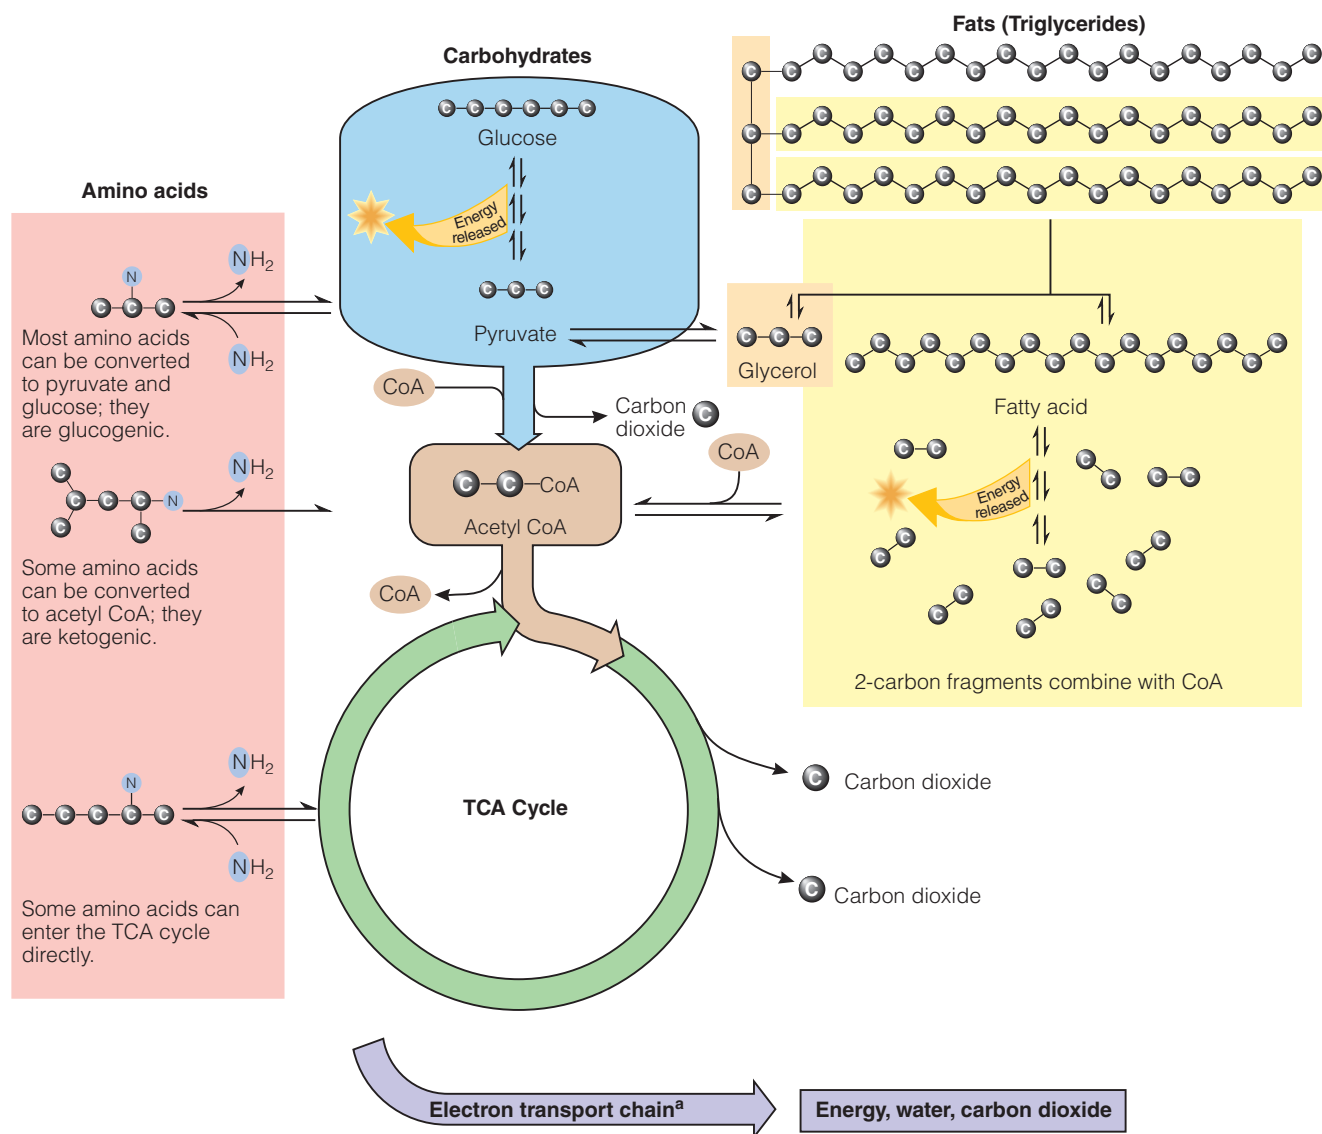 Fats (Triglycerides)
C C C C C C C C C C C C C C C C C C C
C C C C C C C C C C C C C C C C C C C
C C C C C C C C C C C C C C C C C C C
Carbohydrates
C C C C C C
Glucose
Energy
released
C C C
Pyruvate
Amino acids
NH2
N
C C C
NH2
Most amino acids
can be converted
to pyruvate and
glucose; they
are glucogenic.
C C C C N
C C
NH2
Some amino acids
can be converted
to acetyl CoA; they
are ketogenic.
NH2
N
C C C C C
NH2
Some amino acids can
enter the TCA cycle
directly.
C C C
Glycerol
C C C C C C C C C C C C C C C C C C
Fatty acid
Energy
released
C C
C C
C C
C C
C C
C C
C C
C C
C C
2-carbon fragments combine with CoA
CoA
Carbon C
dioxide
CoA
C C CoA
Acetyl CoA
CoA
TCA Cycle
C Carbon dioxide
C Carbon dioxide
Electron transport chainª
Energy, water, carbon dioxide